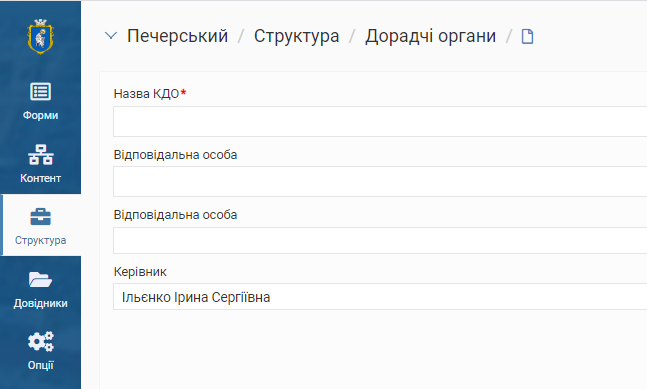 Печерський / Структура / Дорадчі органи /
Форми
Контент
Структура
Довідники
Опції
Назва КДО*
Відповідальна особа
Відповідальна особа
Керівник
Ільєнко Ірина Сергіївна